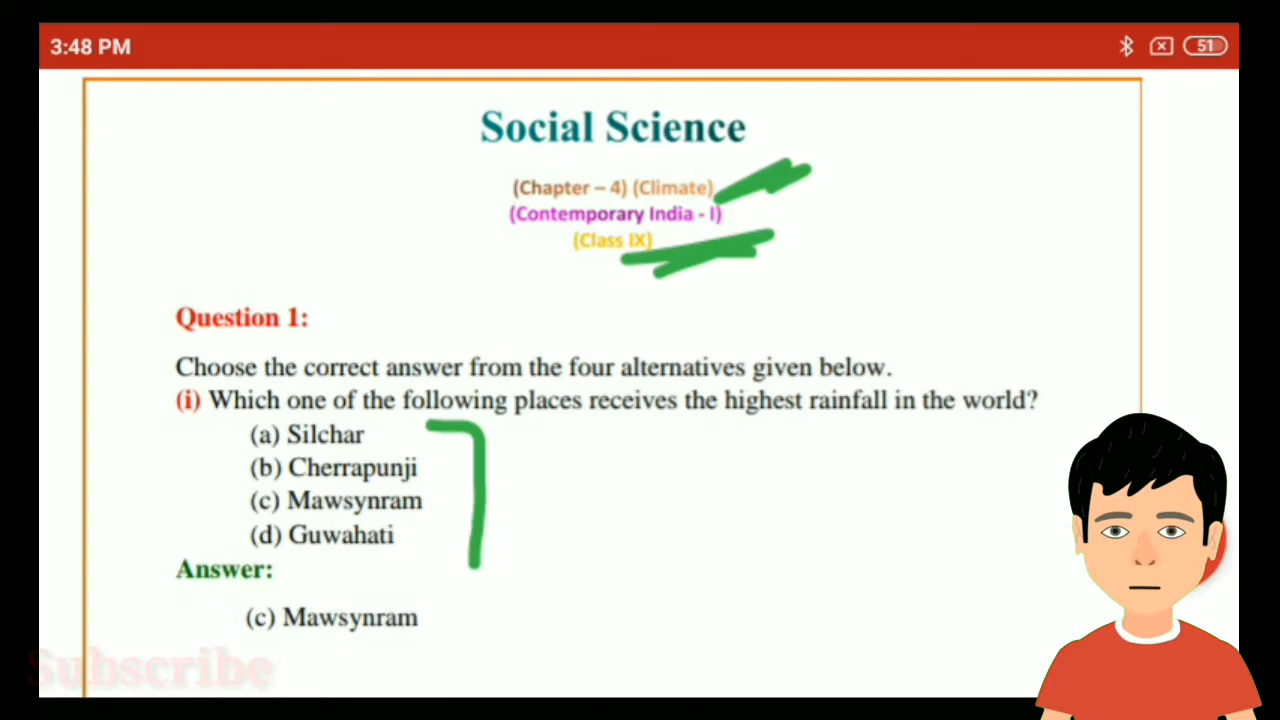 3:48 PM
51
Social Science
(Chapter – 4) (Climate)
(Contemporary India - I)
(Class IX)
Question 1:
Choose the correct answer from the four alternatives given below.
(i) Which one of the following places receives the highest rainfall in the world?
(a) Silchar
(b) Cherrapunji
(c) Mawsynram
(d) Guwahati
Answer:
(c) Mawsynram
Subscribe